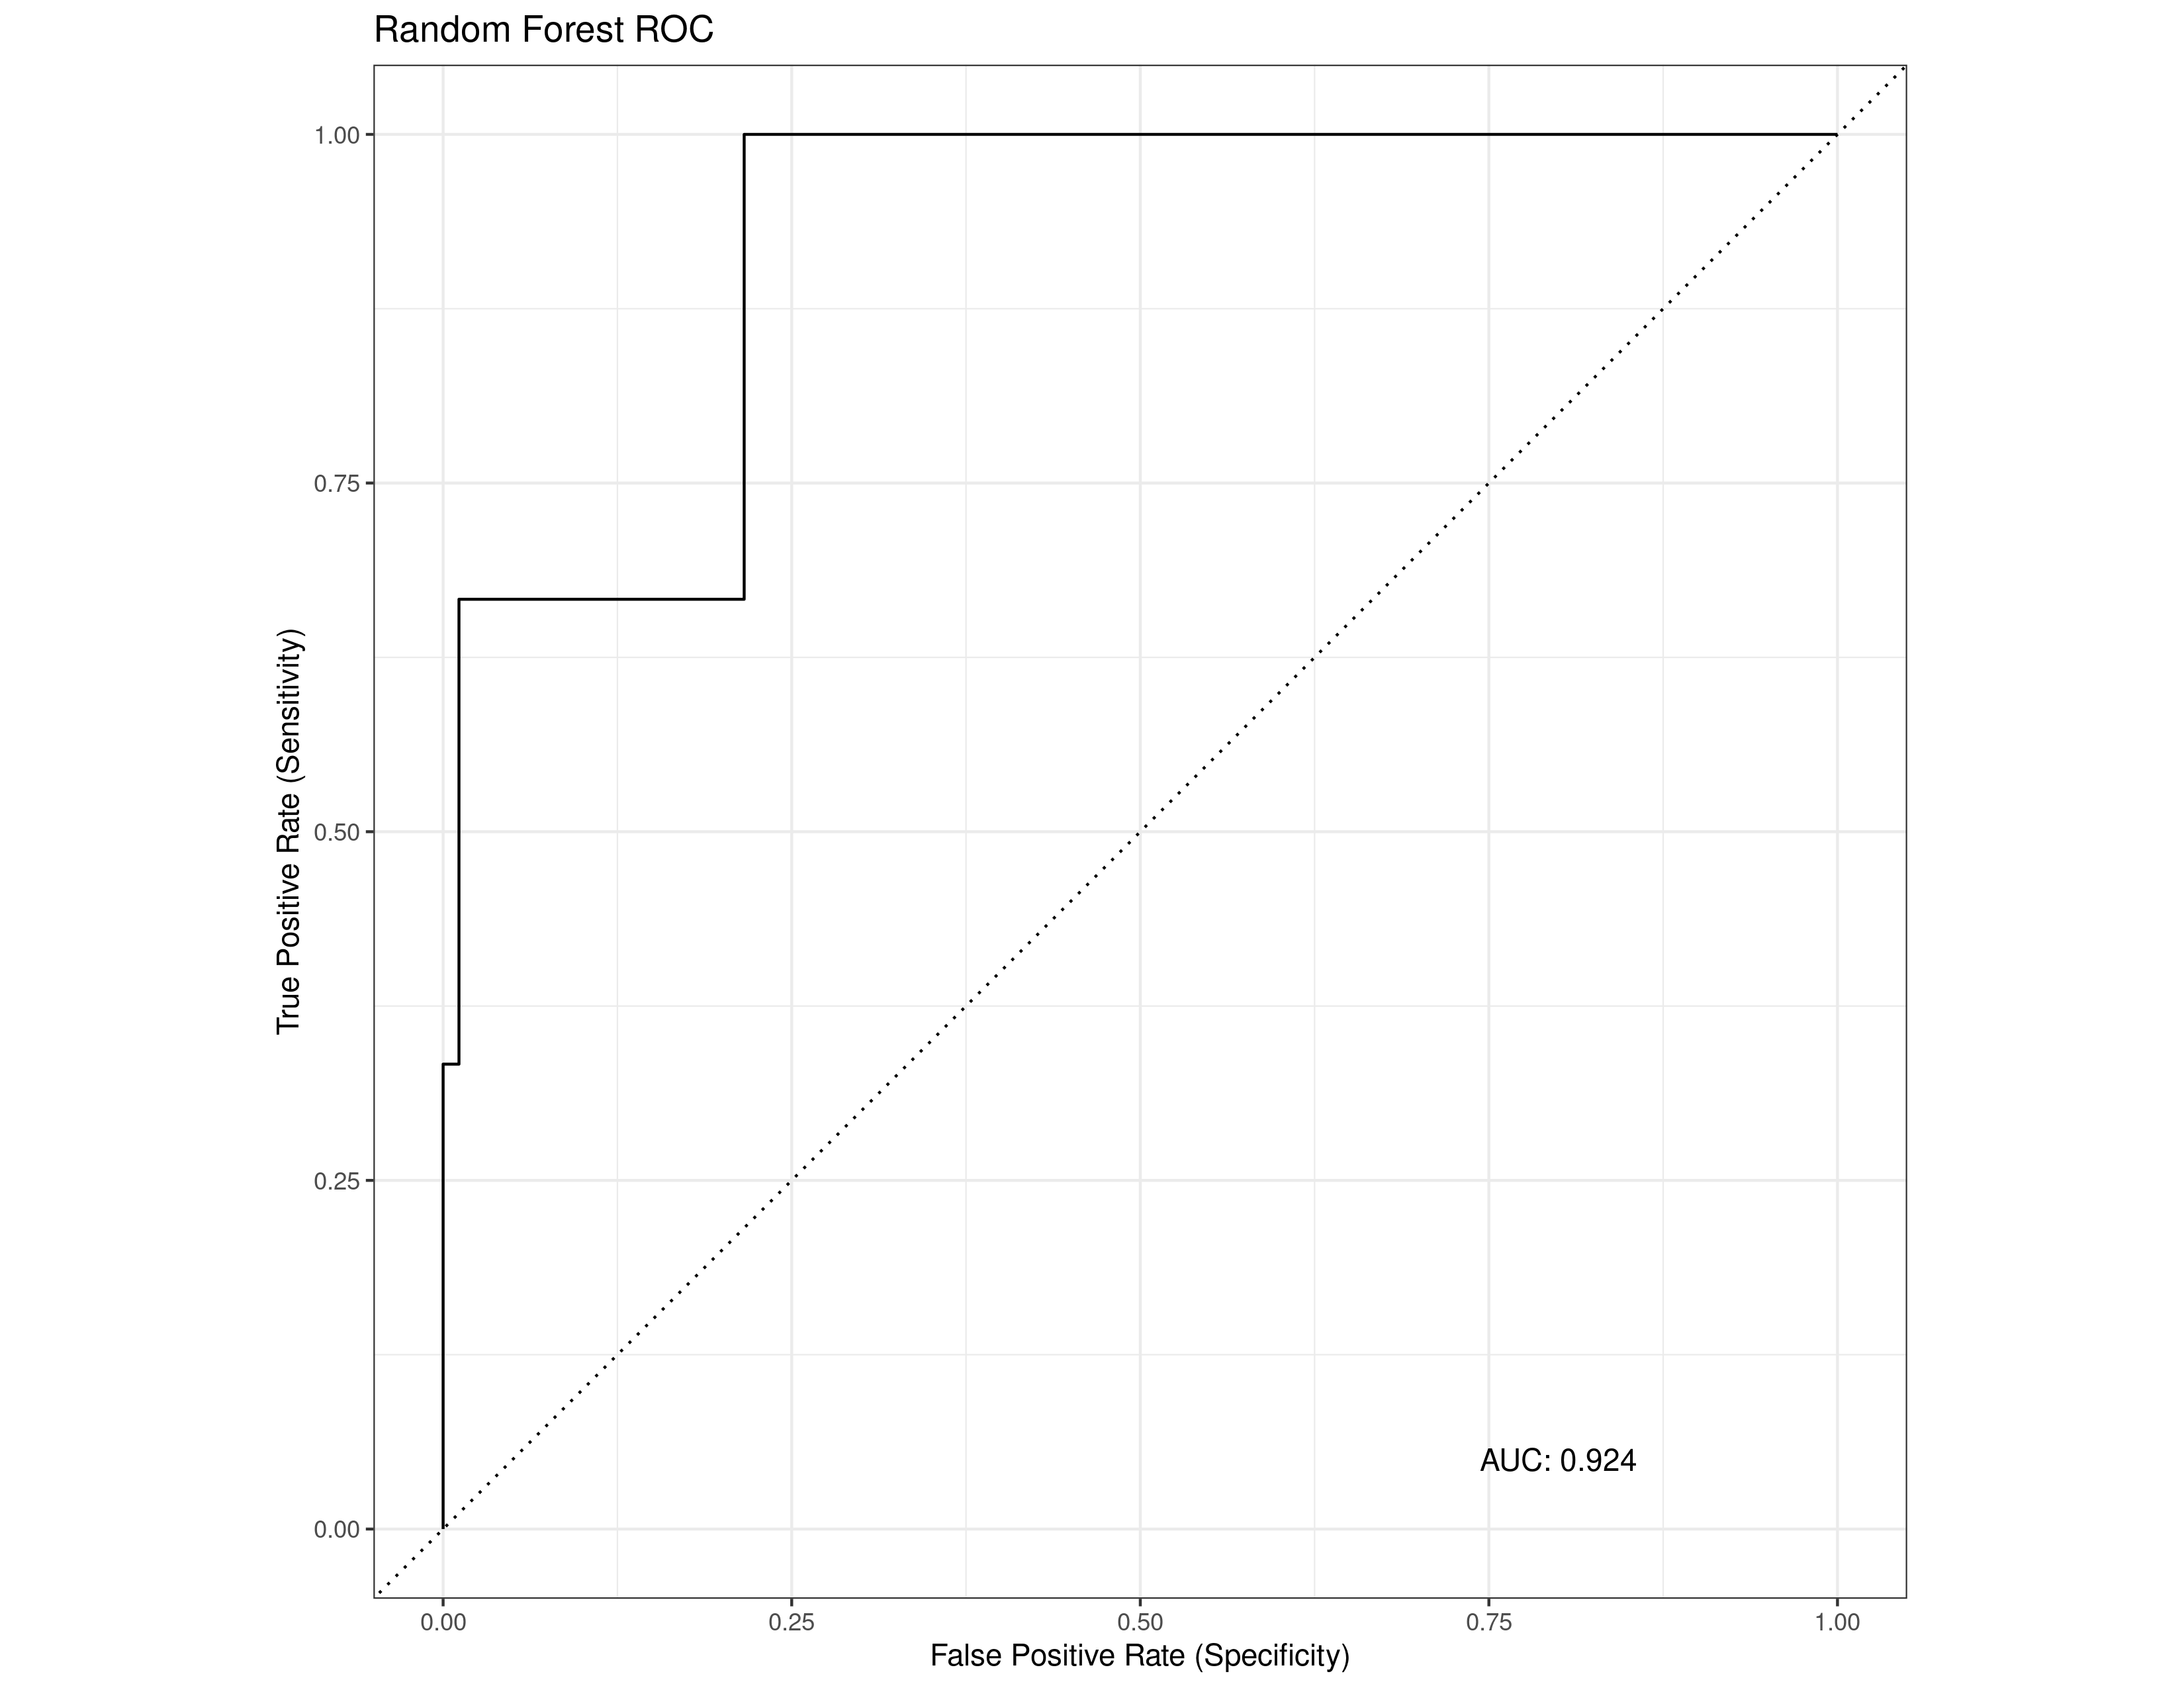 Random Forest ROC
1.00
0.75
0.50
0.25
0.00
True Positive Rate (Sensitivity)
AUC: 0.924
0.00 0.25 0.50 0.75 1.00
False Positive Rate (Specificity)